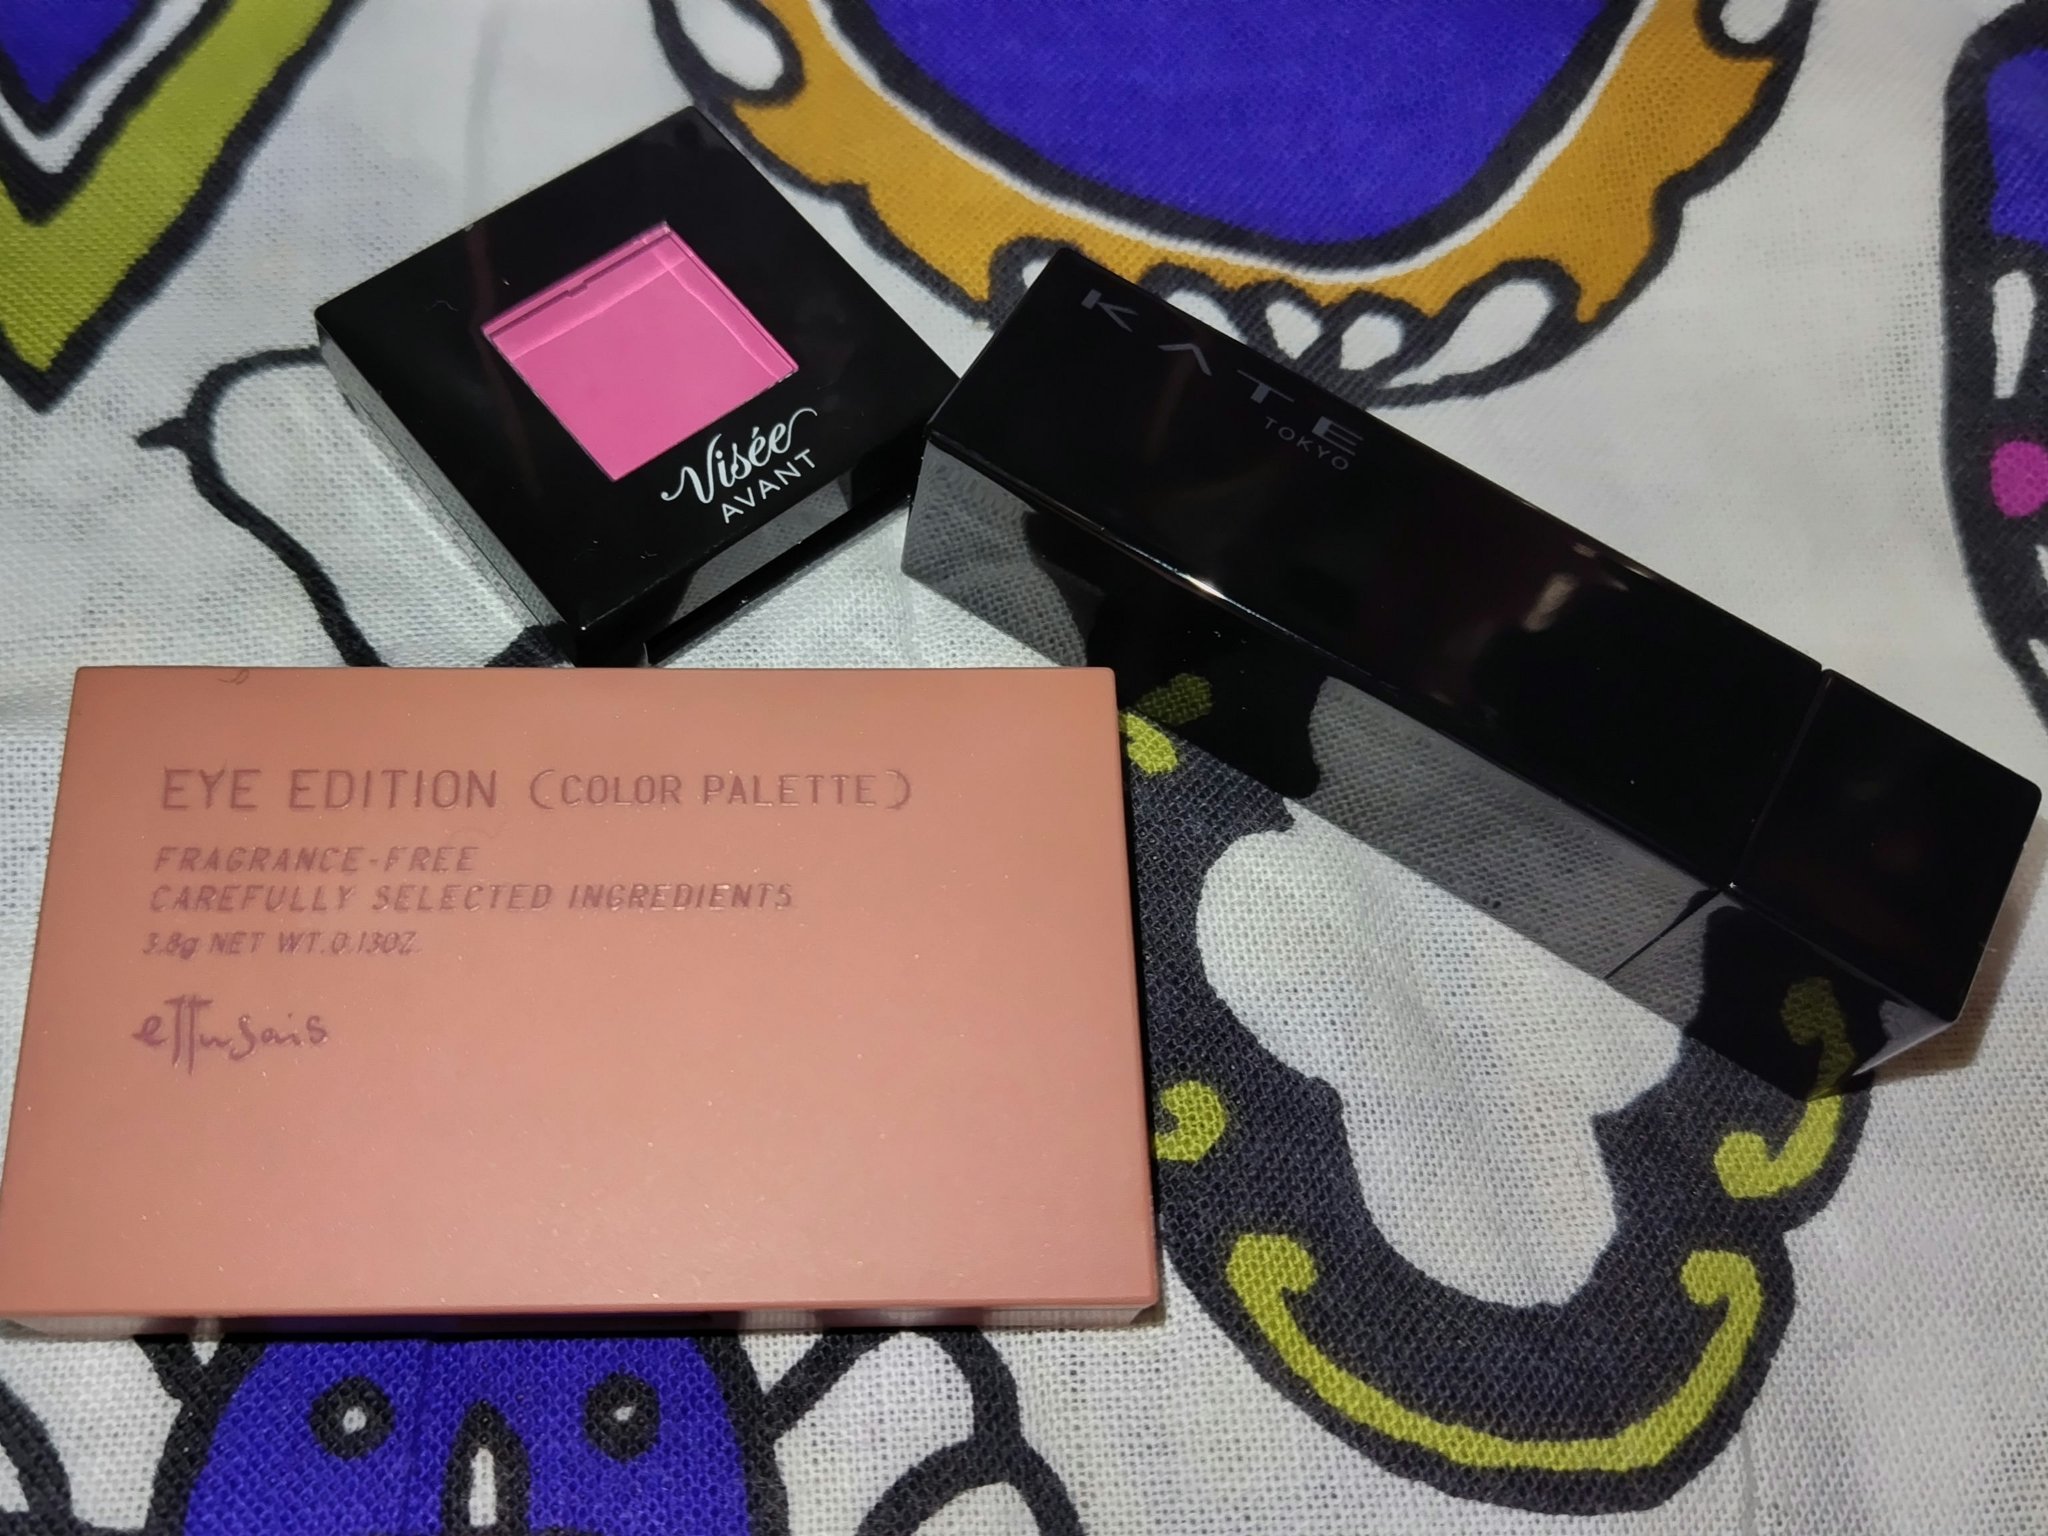 Visée
AVANT
KATE
TOKYO
EYE EDITION (COLOR PALETTE)
FRAGRANCE-FREE
CAREFULLY SELECTED INGREDIENTS
3.8g NET WT. 0.13OZ.
ettusais